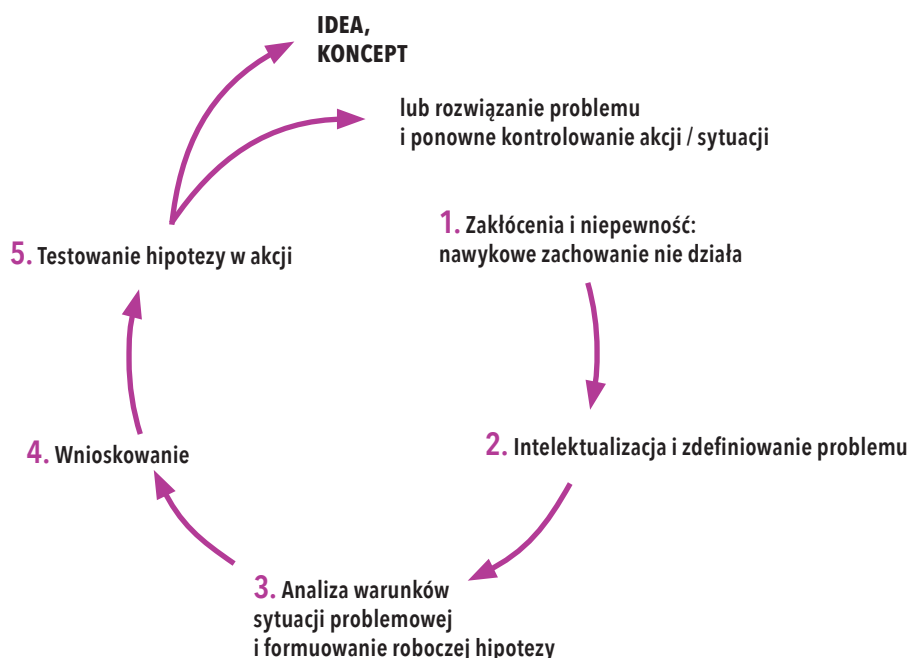 IDEA,
KONCEPT
lub rozwiązanie problemu
i ponowne kontrolowanie akcji / sytuacji
1. Zakłócenia i niepewność:
nawykowe zachowanie nie działa
2. Intelektualizacja i zdefiniowanie problemu
3. Analiza warunków
sytuacji problemowej
i formuowanie roboczej hipotezy
4. Wnioskowanie
5. Testowanie hipotezy w akcji